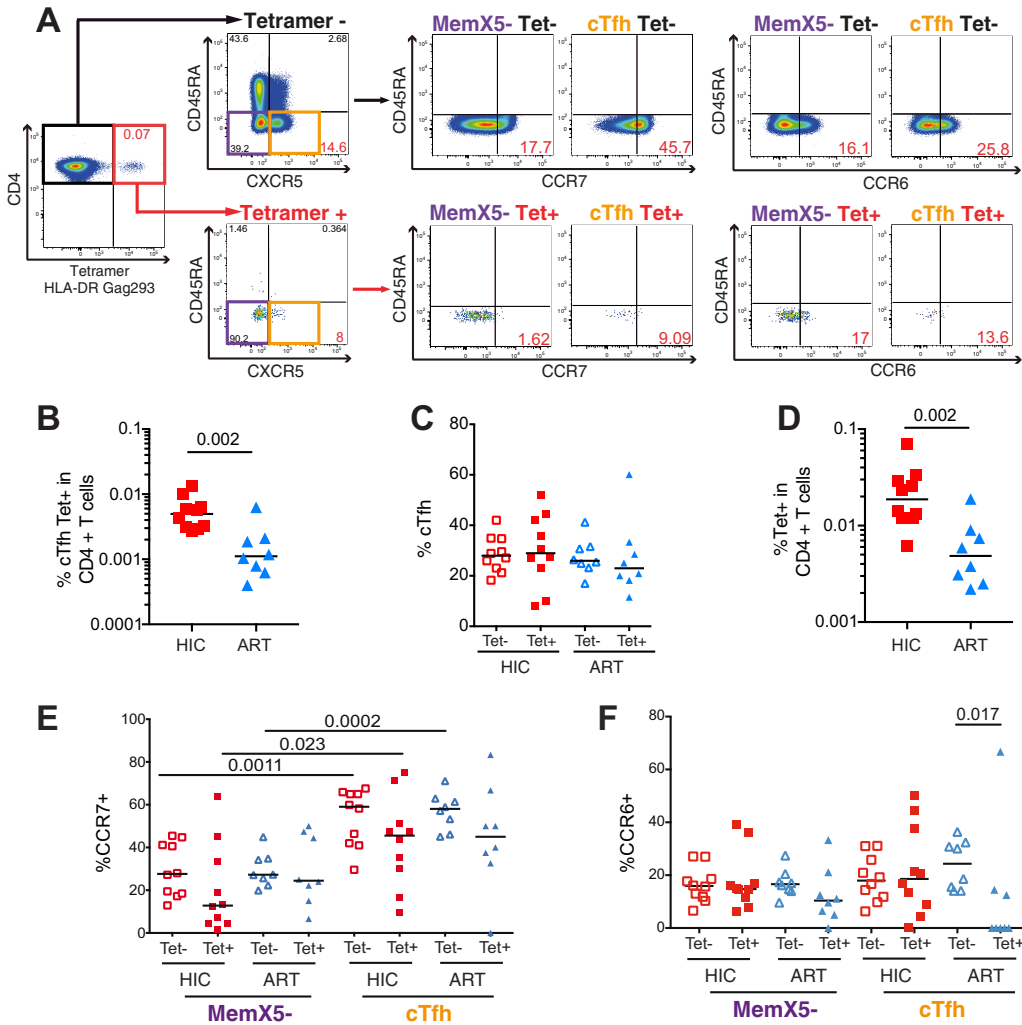 A
Tetramer -
MemX5- Tet-
cTfh Tet-
MemX5- Tet-
cTfh Tet-
43.6
2.68
39.2
14.6
17.7
45.7
16.1
25.8
CD45RA
CD45RA
CD45RA
CXCR5
CCR7
CCR6
0.07
CD4
Tetramer
HLA-DR Gag293
Tetramer +
MemX5- Tet+
cTfh Tet+
MemX5- Tet+
cTfh Tet+
1.46
0.364
90.2
8
1.62
9.09
17
13.6
CD45RA
CD45RA
CD45RA
CXCR5
CCR7
CCR6
B
0.002
0.1
0.01
0.001
0.0001
% cTfh Tet+ in
CD4 + T cells
HIC ART
C
80
60
40
20
0
% cTfh
Tet- Tet+ Tet- Tet+
HIC ART
D
0.002
0.1
0.01
0.001
%Tet+ in
CD4 + T cells
HIC ART
E
0.0002
0.023
0.0011
100
80
60
40
20
0
%CCR7+
Tet- Tet+ Tet- Tet+ Tet- Tet+ Tet- Tet+
HIC ART HIC ART
MemX5- cTfh
F
0.017
80
60
40
20
0
%CCR6+
Tet- Tet+ Tet- Tet+ Tet- Tet+ Tet- Tet+
HIC ART HIC ART
MemX5- cTfh